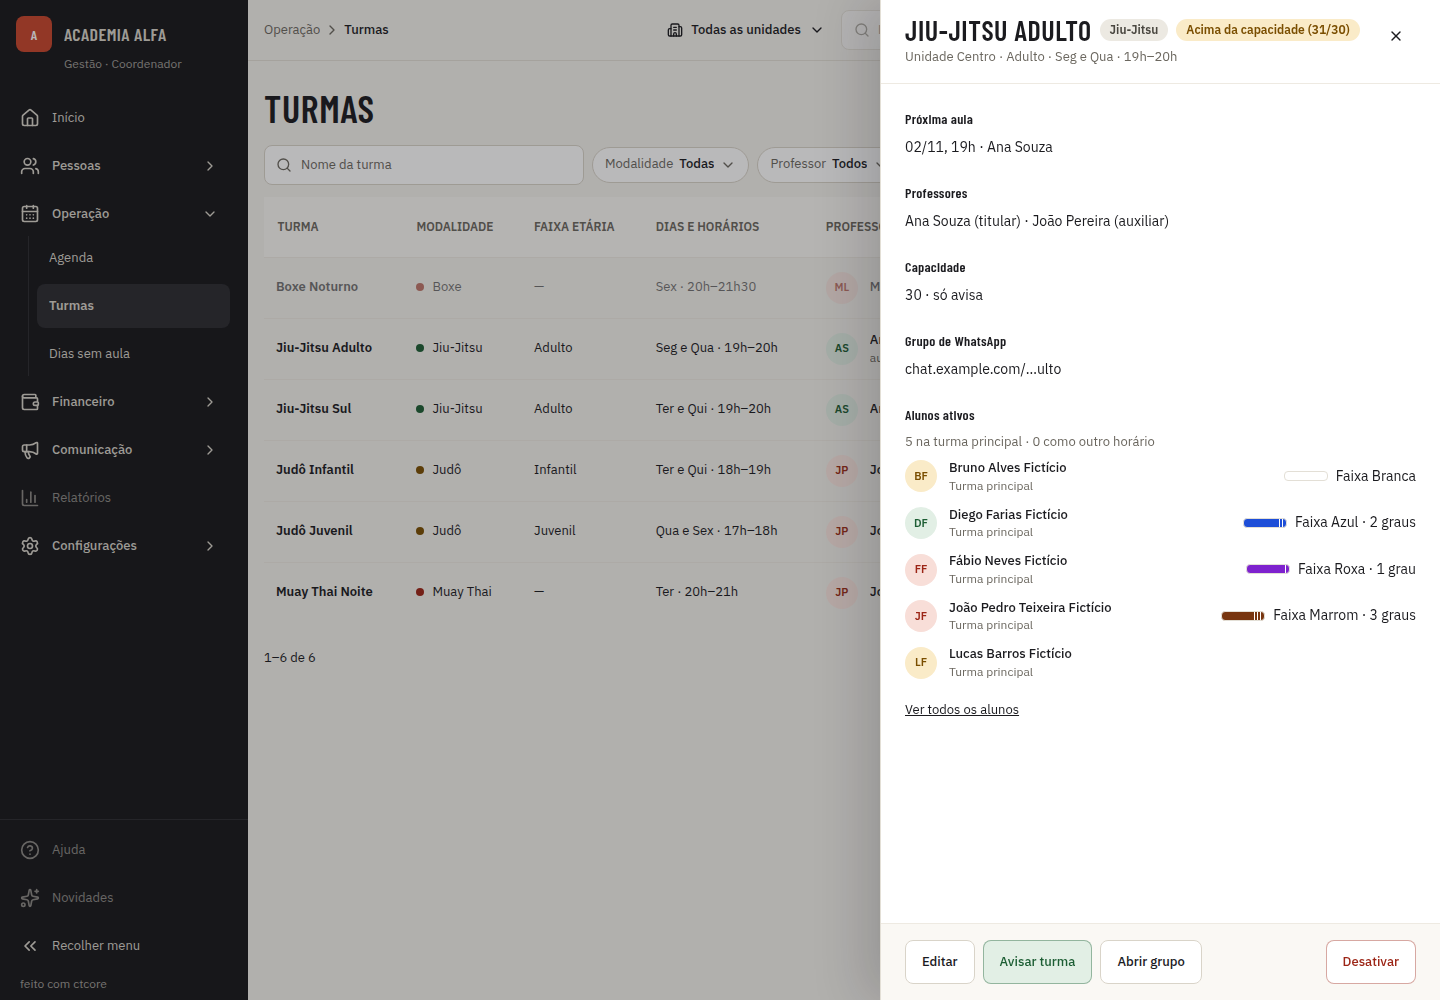 A
ACADEMIA ALFA
Gestão · Coordenador
Início
Pessoas
Operação
Agenda
Turmas
Dias sem aula
Financeiro
Comunicação
Relatórios
Configurações
Ajuda
Novidades
Recolher menu
feito com ctcore
Operação > Turmas
Todas as unidades
TURMAS
Nome da turma
Modalidade Todas
Professor Todos
TURMA MODALIDADE FAIXA ETÁRIA DIAS E HORÁRIOS
Boxe Noturno Boxe — Sex · 20h–21h30 ML
Jiu-Jitsu Adulto Jiu-Jitsu Adulto Seg e Qua · 19h–20h AS
Jiu-Jitsu Sul Jiu-Jitsu Adulto Ter e Qui · 19h–20h AS
Judô Infantil Judô Infantil Ter e Qui · 18h–19h JP
Judô Juvenil Judô Juvenil Qua e Sex · 17h–18h JP
Muay Thai Noite Muay Thai — Ter · 20h–21h JP
1–6 de 6
JIU-JITSU ADULTO Jiu-Jitsu Acima da capacidade (31/30)
Unidade Centro · Adulto · Seg e Qua · 19h–20h
Próxima aula
02/11, 19h · Ana Souza
Professores
Ana Souza (titular) · João Pereira (auxiliar)
Capacidade
30 · só avisa
Grupo de WhatsApp
chat.example.com/…ulto
Alunos ativos
5 na turma principal · 0 como outro horário
BF Bruno Alves Fictício Faixa Branca
Turma principal
DF Diego Farias Fictício Faixa Azul · 2 graus
Turma principal
FF Fábio Neves Fictício Faixa Roxa · 1 grau
Turma principal
JF João Pedro Teixeira Fictício Faixa Marrom · 3 graus
Turma principal
LF Lucas Barros Fictício
Turma principal
Ver todos os alunos
Editar Avisar turma Abrir grupo Desativar